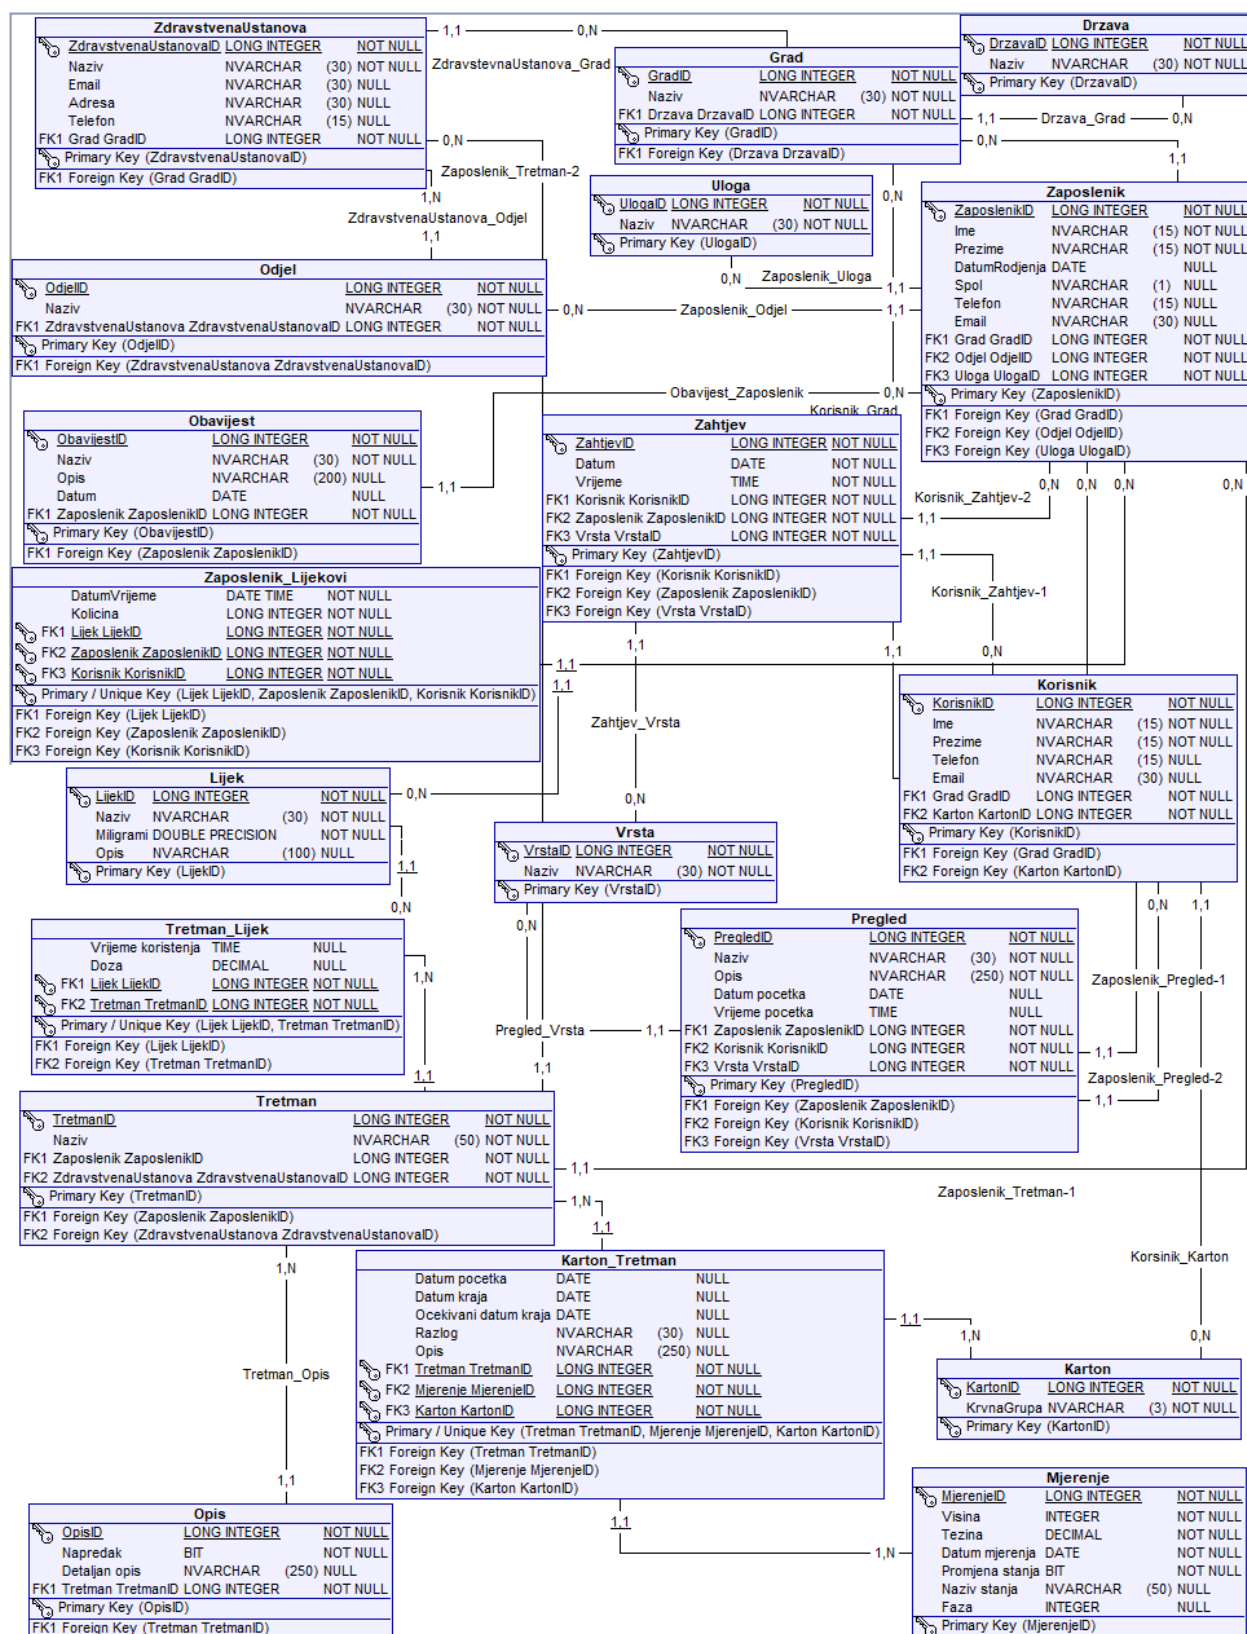 ZdravstvenaUstanova
ZdravstvenaUstanovaID LONG INTEGER NOT NULL
Naziv NVARCHAR (30) NOT NULL
Email NVARCHAR (30) NULL
Adresa NVARCHAR (30) NULL
Telefon NVARCHAR (15) NULL
FK1 Grad GradID LONG INTEGER NOT NULL
Primary Key (ZdravstvenaUstanovaID)
FK1 Foreign Key (Grad GradID)
1,1
0,N
ZdravstevnaUstanova_Grad
Grad
GradID LONG INTEGER NOT NULL
Naziv NVARCHAR (30) NOT NULL
FK1 Drzava DrzavaID LONG INTEGER NOT NULL
Primary Key (GradID)
FK1 Foreign Key (Drzava DrzavaID)
Drzava
DrzavaID LONG INTEGER NOT NULL
Naziv NVARCHAR (30) NOT NULL
Primary Key (DrzavaID)
1,1
Drzava_Grad
0,N
0,N
1,1
0,N
Zaposlenik_Tretman-2
1,N
ZdravstvenaUstanova_Odjel
1,1
Uloga
UlogaID LONG INTEGER NOT NULL
Naziv NVARCHAR (30) NOT NULL
Primary Key (UlogaID)
0,N
0,N
Zaposlenik_Uloga
1,1
Zaposlenik
ZaposlenikID LONG INTEGER NOT NULL
Ime NVARCHAR (15) NOT NULL
Prezime NVARCHAR (15) NOT NULL
DatumRodjenja DATE NULL
Spol NVARCHAR (1) NULL
Telefon NVARCHAR (15) NULL
Email NVARCHAR (30) NULL
FK1 Grad GradID LONG INTEGER NOT NULL
FK2 Odjel OdjelID LONG INTEGER NOT NULL
FK3 Uloga UlogaID LONG INTEGER NOT NULL
Primary Key (ZaposlenikID)
FK1 Foreign Key (Grad GradID)
FK2 Foreign Key (Odjel OdjelID)
FK3 Foreign Key (Uloga UlogaID)
Odjel
OdjelID LONG INTEGER NOT NULL
Naziv NVARCHAR (30) NOT NULL
FK1 ZdravstvenaUstanova ZdravstvenaUstanovaID LONG INTEGER NOT NULL
Primary Key (OdjelID)
FK1 Foreign Key (ZdravstvenaUstanova ZdravstvenaUstanovaID)
0,N
Zaposlenik_Odjel
1,1
Obavijest_Zaposlenik
0,N
Korisnik_Grad
Obavijest
ObavijestID LONG INTEGER NOT NULL
Naziv NVARCHAR (30) NOT NULL
Opis NVARCHAR (200) NULL
Datum DATE NULL
FK1 Zaposlenik ZaposlenikID LONG INTEGER NOT NULL
Primary Key (ObavijestID)
FK1 Foreign Key (Zaposlenik ZaposlenikID)
1,1
Zahtjev
ZahtjevID LONG INTEGER NOT NULL
Datum DATE NOT NULL
Vrijeme TIME NOT NULL
FK1 Korisnik KorisnikID LONG INTEGER NOT NULL
FK2 Zaposlenik ZaposlenikID LONG INTEGER NOT NULL
FK3 Vrsta VrstaID LONG INTEGER NOT NULL
Primary Key (ZahtjevID)
FK1 Foreign Key (Korisnik KorisnikID)
FK2 Foreign Key (Zaposlenik ZaposlenikID)
FK3 Foreign Key (Vrsta VrstaID)
0,N
0,N
0,N
0,N
Korisnik_Zahtjev-2
1,1
1,1
Korisnik_Zahtjev-1
1,1
1,1
0,N
Zaposlenik_Lijekovi
DatumVrijeme DATE TIME NOT NULL
Kolicina LONG INTEGER NOT NULL
FK1 Lijek LijekID LONG INTEGER NOT NULL
FK2 Zaposlenik ZaposlenikID LONG INTEGER NOT NULL
FK3 Korisnik KorisnikID LONG INTEGER NOT NULL
Primary / Unique Key (Lijek LijekID, Zaposlenik ZaposlenikID, Korisnik KorisnikID)
FK1 Foreign Key (Lijek LijekID)
FK2 Foreign Key (Zaposlenik ZaposlenikID)
FK3 Foreign Key (Korisnik KorisnikID)
1,1
1,1
Zahtjev_Vrsta
0,N
Korisnik
KorisnikID LONG INTEGER NOT NULL
Ime NVARCHAR (15) NOT NULL
Prezime NVARCHAR (15) NOT NULL
Telefon NVARCHAR (15) NULL
Email NVARCHAR (30) NULL
FK1 Grad GradID LONG INTEGER NOT NULL
FK2 Karton KartonID LONG INTEGER NOT NULL
Primary Key (KorisnikID)
FK1 Foreign Key (Grad GradID)
FK2 Foreign Key (Karton KartonID)
Lijek
LijekID LONG INTEGER NOT NULL
Naziv NVARCHAR (30) NOT NULL
Miligrami DOUBLE PRECISION NOT NULL
Opis NVARCHAR (100) NULL
Primary Key (LijekID)
0,N
1,1
0,N
Vrsta
VrstaID LONG INTEGER NOT NULL
Naziv NVARCHAR (30) NOT NULL
Primary Key (VrstaID)
0,N
0,N
1,1
Tretman_Lijek
Vrijeme koristenja TIME NULL
Doza DECIMAL NULL
FK1 Lijek LijekID LONG INTEGER NOT NULL
FK2 Tretman TretmanID LONG INTEGER NOT NULL
Primary / Unique Key (Lijek LijekID, Tretman TretmanID)
FK1 Foreign Key (Lijek LijekID)
FK2 Foreign Key (Tretman TretmanID)
1,N
1,1
Pregled_Vrsta
1,1
1,1
Pregled
PregledID LONG INTEGER NOT NULL
Naziv NVARCHAR (30) NOT NULL
Opis NVARCHAR (250) NOT NULL
Datum pocetka DATE NULL
Vrijeme pocetka TIME NULL
FK1 Zaposlenik ZaposlenikID LONG INTEGER NOT NULL
FK2 Korisnik KorisnikID LONG INTEGER NOT NULL
FK3 Vrsta VrstaID LONG INTEGER NOT NULL
Primary Key (PregledID)
FK1 Foreign Key (Zaposlenik ZaposlenikID)
FK2 Foreign Key (Korisnik KorisnikID)
FK3 Foreign Key (Vrsta VrstaID)
Zaposlenik_Pregled-1
1,1
Zaposlenik_Pregled-2
1,1
Tretman
TretmanID LONG INTEGER NOT NULL
Naziv NVARCHAR (50) NOT NULL
FK1 Zaposlenik ZaposlenikID LONG INTEGER NOT NULL
FK2 ZdravstvenaUstanova ZdravstvenaUstanovaID LONG INTEGER NOT NULL
Primary Key (TretmanID)
FK1 Foreign Key (Zaposlenik ZaposlenikID)
FK2 Foreign Key (ZdravstvenaUstanova ZdravstvenaUstanovaID)
1,1
Zaposlenik_Tretman-1
1,N
1,1
1,N
Korsinik_Karton
Karton_Tretman
Datum pocetka DATE NULL
Datum kraja DATE NULL
Ocekivani datum kraja DATE NULL
Razlog NVARCHAR (30) NULL
Opis NVARCHAR (250) NULL
FK1 Tretman TretmanID LONG INTEGER NOT NULL
FK2 Mjerenje MjerenjeID LONG INTEGER NOT NULL
FK3 Karton KartonID LONG INTEGER NOT NULL
Primary / Unique Key (Tretman TretmanID, Mjerenje MjerenjeID, Karton KartonID)
FK1 Foreign Key (Tretman TretmanID)
FK2 Foreign Key (Mjerenje MjerenjeID)
FK3 Foreign Key (Karton KartonID)
1,1
1,N
0,N
Karton
KartonID LONG INTEGER NOT NULL
KrvnaGrupa NVARCHAR (3) NOT NULL
Primary Key (KartonID)
Tretman_Opis
1,1
Opis
OpisID LONG INTEGER NOT NULL
Napredak BIT NOT NULL
Detaljan opis NVARCHAR (250) NULL
FK1 Tretman TretmanID LONG INTEGER NOT NULL
Primary Key (OpisID)
FK1 Foreign Key (Tretman TretmanID)
1,1
1,N
Mjerenje
MjerenjeID LONG INTEGER NOT NULL
Visina INTEGER NOT NULL
Tezina DECIMAL NOT NULL
Datum mjerenja DATE NOT NULL
Promjena stanja BIT NOT NULL
Naziv stanja NVARCHAR (50) NULL
Faza INTEGER NULL
Primary Key (MjerenjeID)